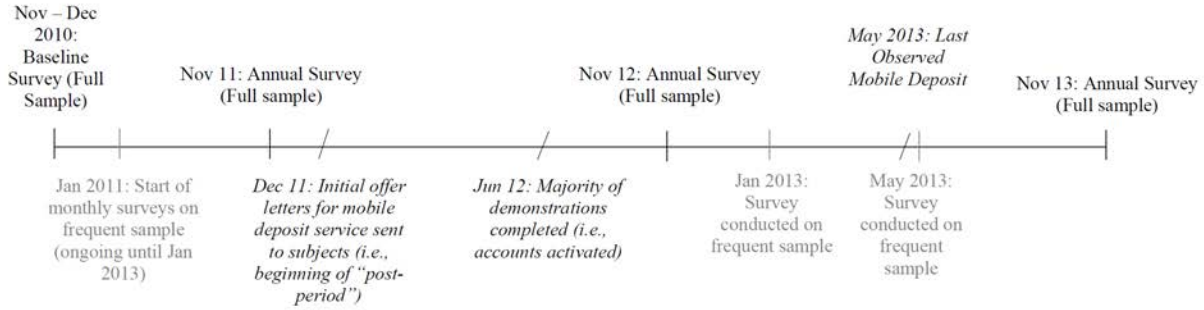 Nov – Dec
2010:
Baseline
Survey (Full
Sample)
Nov 11: Annual Survey
(Full sample)
Nov 12: Annual Survey
(Full sample)
May 2013: Last
Observed
Mobile Deposit
Nov 13: Annual Survey
(Full sample)
Jan 2011: Start of
monthly surveys on
frequent sample
(ongoing until Jan
2013)
Dec 11: Initial offer
letters for mobile
deposit service sent
to subjects (i.e.,
beginning of “post-
period”)
Jun 12: Majority of
demonstrations
completed (i.e.,
accounts activated)
Jan 2013:
Survey
conducted on
frequent sample
May 2013:
Survey
conducted on
frequent
sample